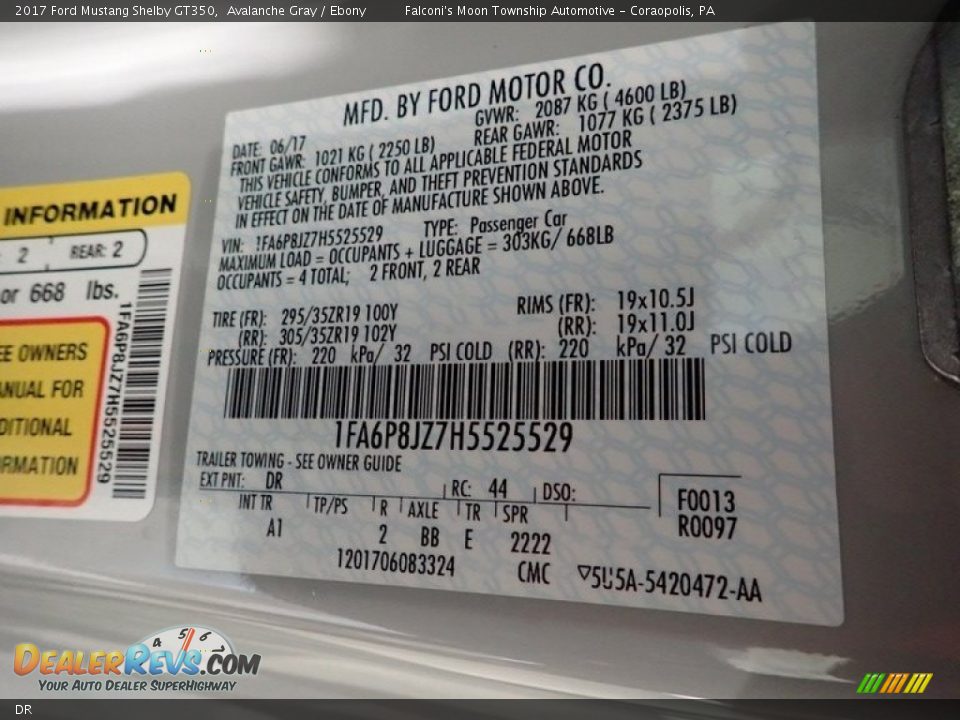 2017 Ford Mustang Shelby GT350, Avalanche Gray / Ebony Falconi's Moon Township Automotive - Coraopolis, PA
MFD. BY FORD MOTOR CO.
DATE: 06/17 GVWR: 2087 KG ( 4600 LB)
FRONT GAWR: 1021 KG ( 2250 LB) REAR GAWR: 1077 KG ( 2375 LB)
THIS VEHICLE CONFORMS TO ALL APPLICABLE FEDERAL MOTOR
VEHICLE SAFETY, BUMPER, AND THEFT PREVENTION STANDARDS
IN EFFECT ON THE DATE OF MANUFACTURE SHOWN ABOVE.
VIN: 1FA6P8JZ7H5525529 TYPE: Passenger Car
MAXIMUM LOAD = OCCUPANTS + LUGGAGE = 303KG/ 668LB
OCCUPANTS = 4 TOTAL; 2 FRONT, 2 REAR
TIRE (FR): 295/35ZR19 100Y RIMS (FR): 19x10.5J
(RR): 305/35ZR19 102Y (RR): 19x11.0J
PRESSURE (FR): 220 kPa/ 32 PSI COLD (RR): 220 kPa/ 32 PSI COLD
1FA6P8JZ7H5525529
TRAILER TOWING - SEE OWNER GUIDE
EXT PNT: DR RC: 44 DSO:
INT TR TP/PS R AXLE TR SPR
A1 2 BB E 2222
F0013
R0097
1201706083324 CMC ▽5U5A-5420472-AA
INFORMATION
2 REAR: 2
or 668 lbs.
EE OWNERS
ANUAL FOR
DITIONAL
RMATION
1FA6P8JZ7H5525529
4 5 6
DEALERREVS.COM
YOUR AUTO DEALER SUPERHIGHWAY
DR